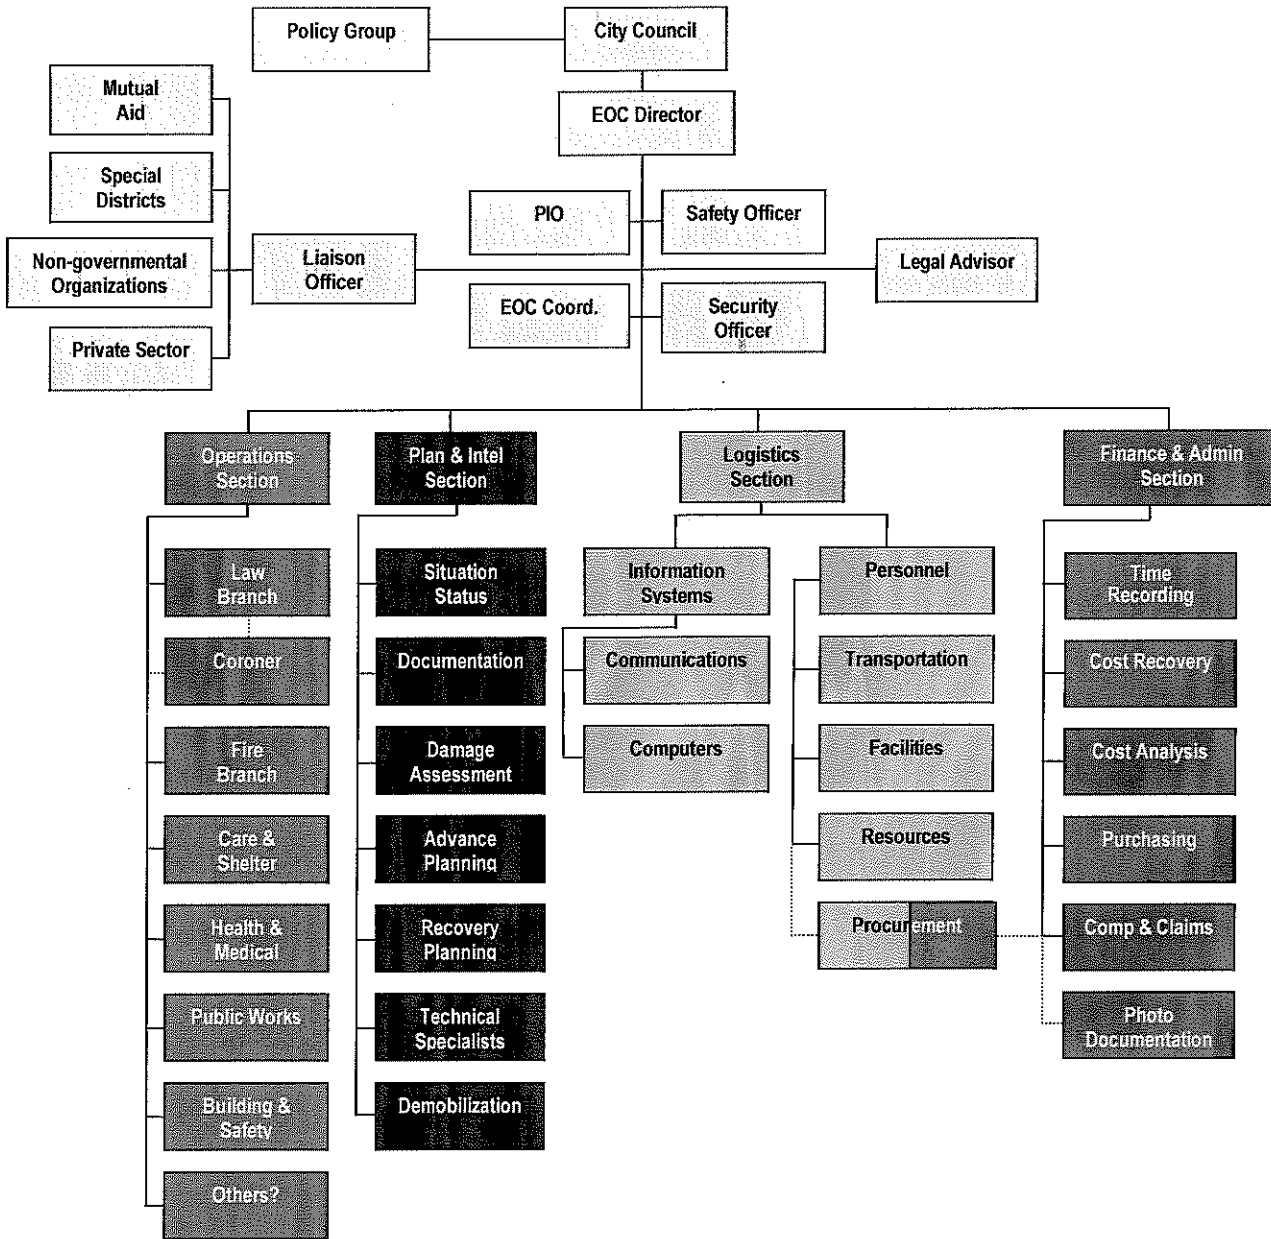 Policy Group
City Council
Mutual
Aid
EOC Director
Special
Districts
PIO
Safety Officer
Non-governmental
Organizations
Liaison
Officer
Legal Advisor
EOC Coord.
Security
Officer
Private Sector
Operations
Section
Plan & Intel
Section
Logistics
Section
Finance & Admin
Section
Law
Branch
Situation
Status
Information
Systems
Personnel
Time
Recording
Coroner
Documentation
Communications
Transportation
Cost Recovery
Fire
Branch
Damage
Assessment
Computers
Facilities
Cost Analysis
Care &
Shelter
Advance
Planning
Resources
Purchasing
Health &
Medical
Recovery
Planning
Procurement
Comp & Claims
Public Works
Technical
Specialists
Photo
Documentation
Building &
Safety
Demobilization
Others?